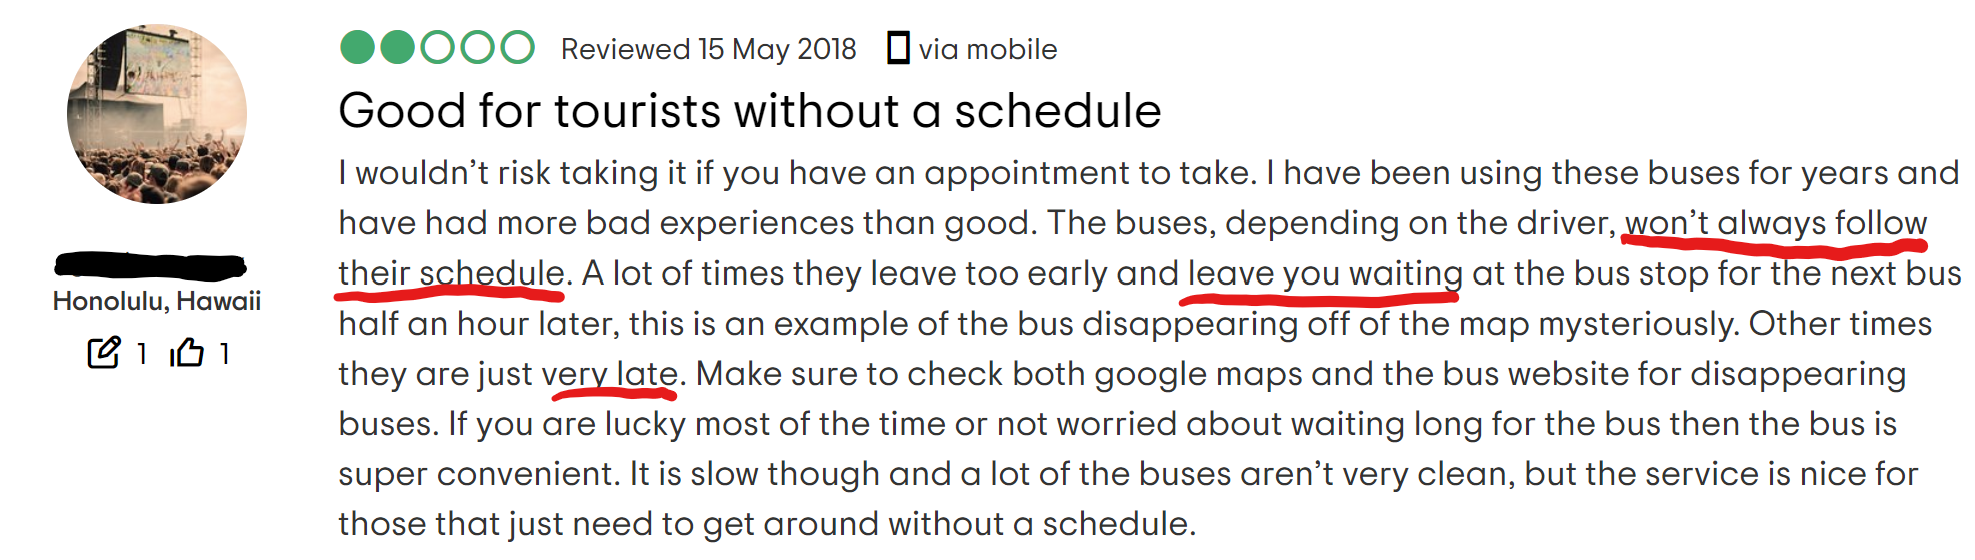 Reviewed 15 May 2018 via mobile
Good for tourists without a schedule
I wouldn’t risk taking it if you have an appointment to take. I have been using these buses for years and
have had more bad experiences than good. The buses, depending on the driver, won’t always follow
their schedule. A lot of times they leave too early and leave you waiting at the bus stop for the next bus
half an hour later, this is an example of the bus disappearing off of the map mysteriously. Other times
they are just very late. Make sure to check both google maps and the bus website for disappearing
buses. If you are lucky most of the time or not worried about waiting long for the bus then the bus is
super convenient. It is slow though and a lot of the buses aren’t very clean, but the service is nice for
those that just need to get around without a schedule.
Honolulu, Hawaii
1 1